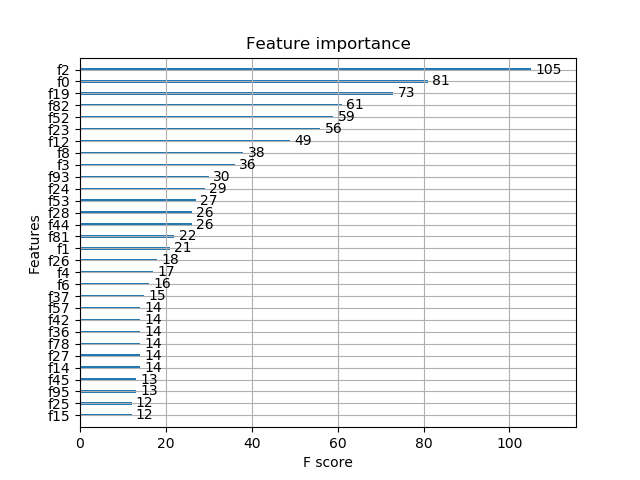 Feature importance
f2 105
f0 81
f19 73
f82 61
f52 59
f23 56
f12 49
f8 38
f3 36
f93 30
f24 29
f53 27
f28 26
f44 26
f81 22
f1 21
f26 18
f4 17
f6 16
f37 15
f57 14
f42 14
f36 14
f78 14
f27 14
f14 14
f45 13
f95 13
f25 12
f15 12
Features
0 20 40 60 80 100
F score